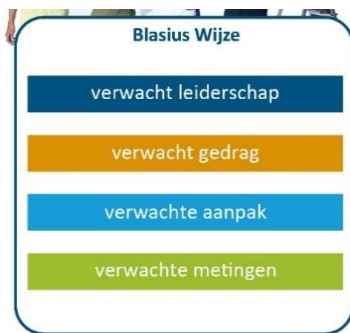 Blasius Wijze
verwacht leiderschap
verwacht gedrag
verwachte aanpak
verwachte metingen